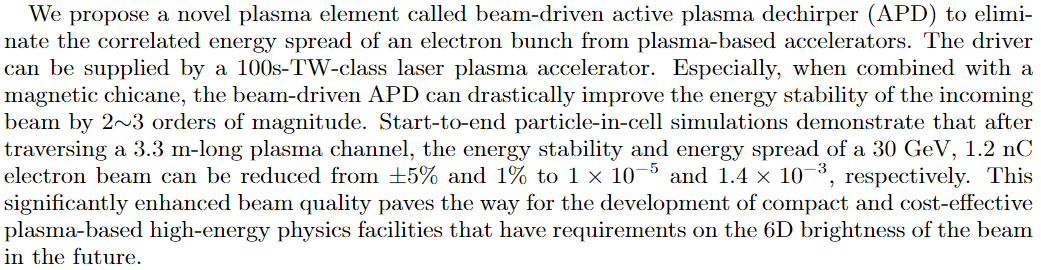 We propose a novel plasma element called beam-driven active plasma dechirper (APD) to elimi-
nate the correlated energy spread of an electron bunch from plasma-based accelerators. The driver
can be supplied by a 100s-TW-class laser plasma accelerator. Especially, when combined with a
magnetic chicane, the beam-driven APD can drastically improve the energy stability of the incoming
beam by 2∼3 orders of magnitude. Start-to-end particle-in-cell simulations demonstrate that after
traversing a 3.3 m-long plasma channel, the energy stability and energy spread of a 30 GeV, 1.2 nC
electron beam can be reduced from ±5% and 1% to 1 × 10⁻⁵ and 1.4 × 10⁻³, respectively. This
significantly enhanced beam quality paves the way for the development of compact and cost-effective
plasma-based high-energy physics facilities that have requirements on the 6D brightness of the beam
in the future.